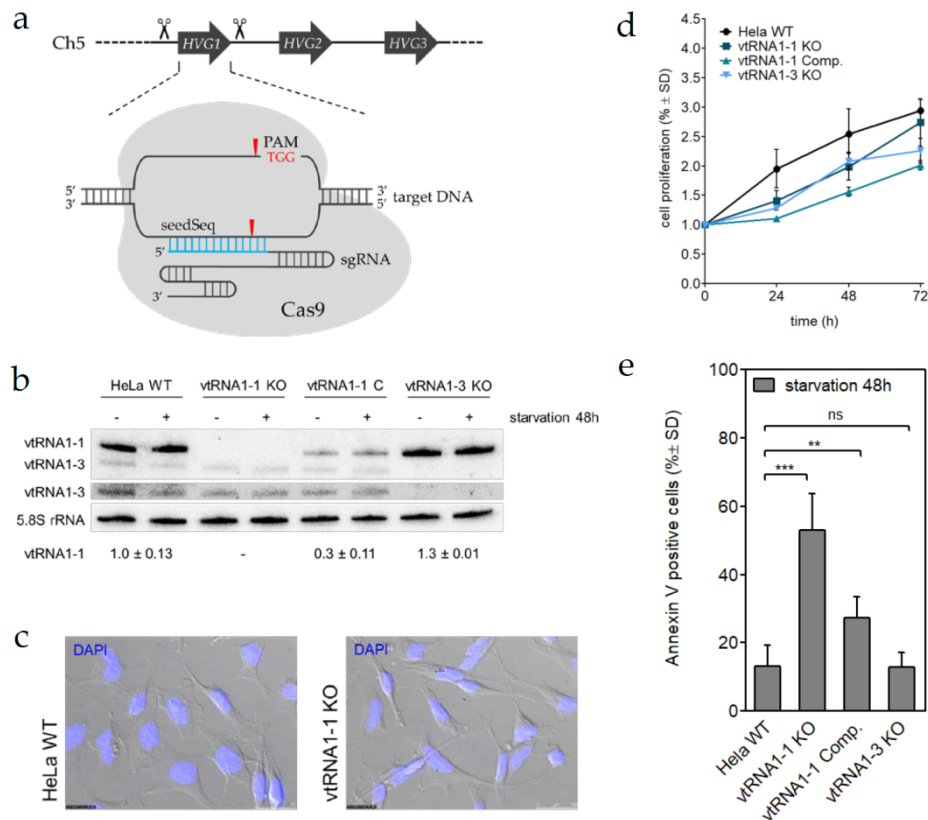 a
Ch5
HVG1
HVG2
HVG3
PAM
TGG
5′
3′
3′
5′
target DNA
seedSeq
5′
sgRNA
3′
Cas9
b
HeLa WT vtRNA1-1 KO vtRNA1-1 C vtRNA1-3 KO
- + - + - + - + starvation 48h
vtRNA1-1
vtRNA1-3
vtRNA1-3
5.8S rRNA
vtRNA1-1 1.0 ± 0.13 - 0.3 ± 0.11 1.3 ± 0.01
c
HeLa WT
DAPI
vtRNA1-1 KO
DAPI
d
cell proliferation (% ± SD)
4.5
4.0
3.5
3.0
2.5
2.0
1.5
1.0
0.5
0.0
Hela WT
vtRNA1-1 KO
vtRNA1-1 Comp.
vtRNA1-3 KO
0 24 48 72
time (h)
e
Annexin V positive cells (%± SD)
100
80
60
40
20
0
starvation 48h
ns
**
***
Hela WT
vtRNA1-1 KO
vtRNA1-1 Comp.
vtRNA1-3 KO